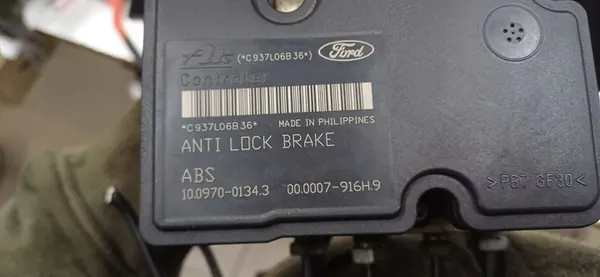 Ate (*C937L06B36*) Ford
Controller
*C937L06B36* MADE IN PHILIPPINES
ANTI LOCK BRAKE
ABS
10.0970-0134.3 00.0007-916H.9
>PBT GF30<